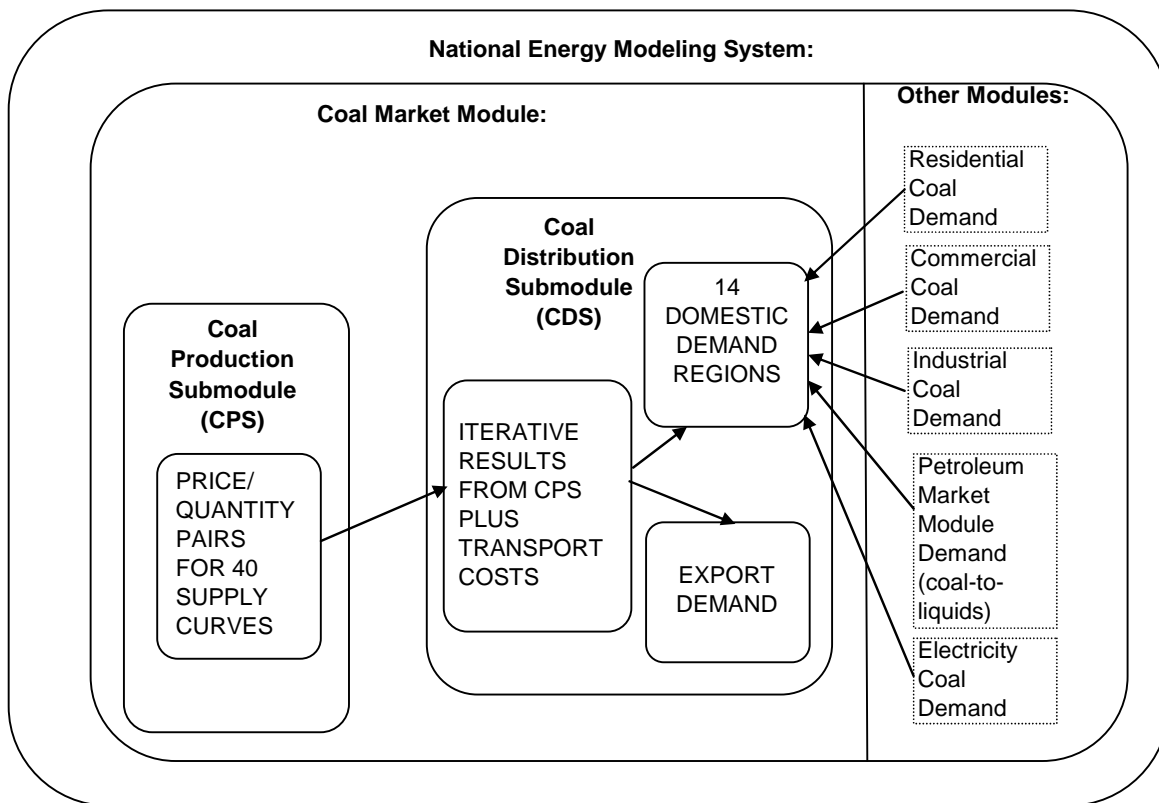 National Energy Modeling System:
Coal Market Module:
Other Modules:
Coal
Production
Submodule
(CPS)
PRICE/
QUANTITY
PAIRS
FOR 40
SUPPLY
CURVES
Coal
Distribution
Submodule
(CDS)
ITERATIVE
RESULTS
FROM CPS
PLUS
TRANSPORT
COSTS
14
DOMESTIC
DEMAND
REGIONS
EXPORT
DEMAND
Residential
Coal
Demand
Commercial
Coal
Demand
Industrial
Coal
Demand
Petroleum
Market
Module
Demand
(coal-to-
liquids)
Electricity
Coal
Demand